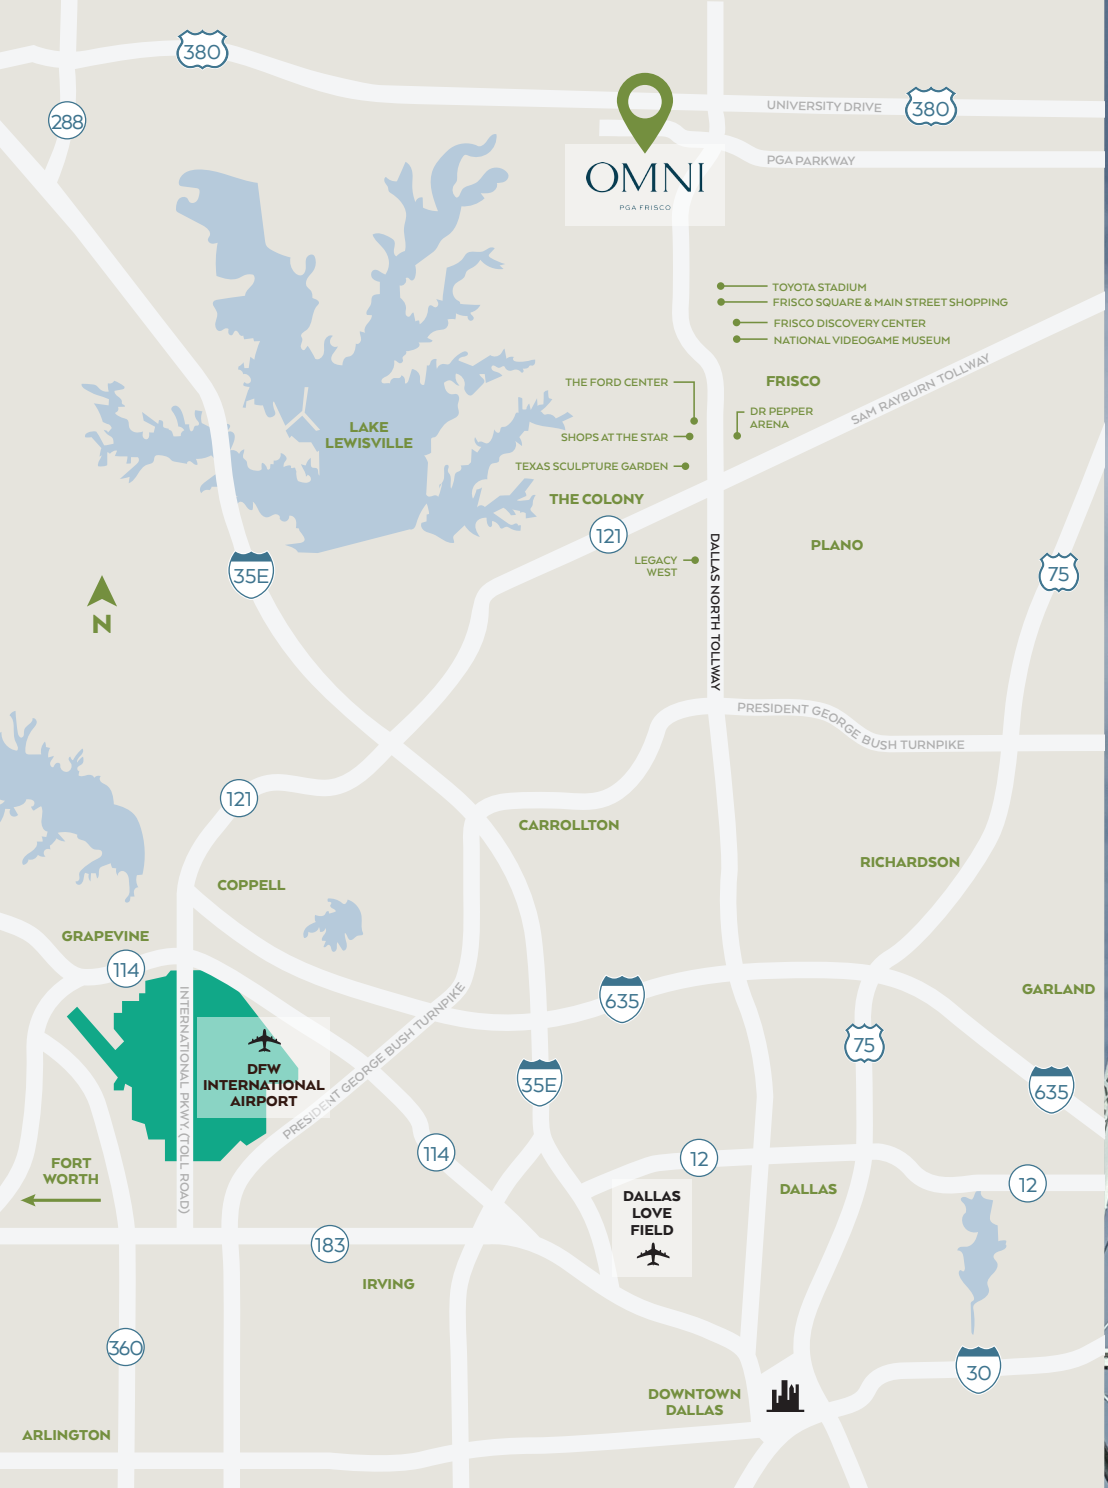 380
288
UNIVERSITY DRIVE
380
PGA PARKWAY
OMNI
PGA FRISCO
TOYOTA STADIUM
FRISCO SQUARE & MAIN STREET SHOPPING
FRISCO DISCOVERY CENTER
NATIONAL VIDEOGAME MUSEUM
SAM RAYBURN TOLLWAY
THE FORD CENTER
FRISCO
DR PEPPER
ARENA
LAKE
LEWISVILLE
SHOPS AT THE STAR
TEXAS SCULPTURE GARDEN
THE COLONY
121
DALLAS NORTH TOLLWAY
PLANO
LEGACY
WEST
35E
75
N
PRESIDENT GEORGE BUSH TURNPIKE
121
CARROLLTON
RICHARDSON
COPPELL
GRAPEVINE
114
INTERNATIONAL PKWY. (TOLL ROAD)
PRESIDENT GEORGE BUSH TURNPIKE
635
GARLAND
75
DFW
INTERNATIONAL
AIRPORT
35E
635
114
12
FORT
WORTH
DALLAS
LOVE
FIELD
DALLAS
12
183
IRVING
360
30
DOWNTOWN
DALLAS
ARLINGTON